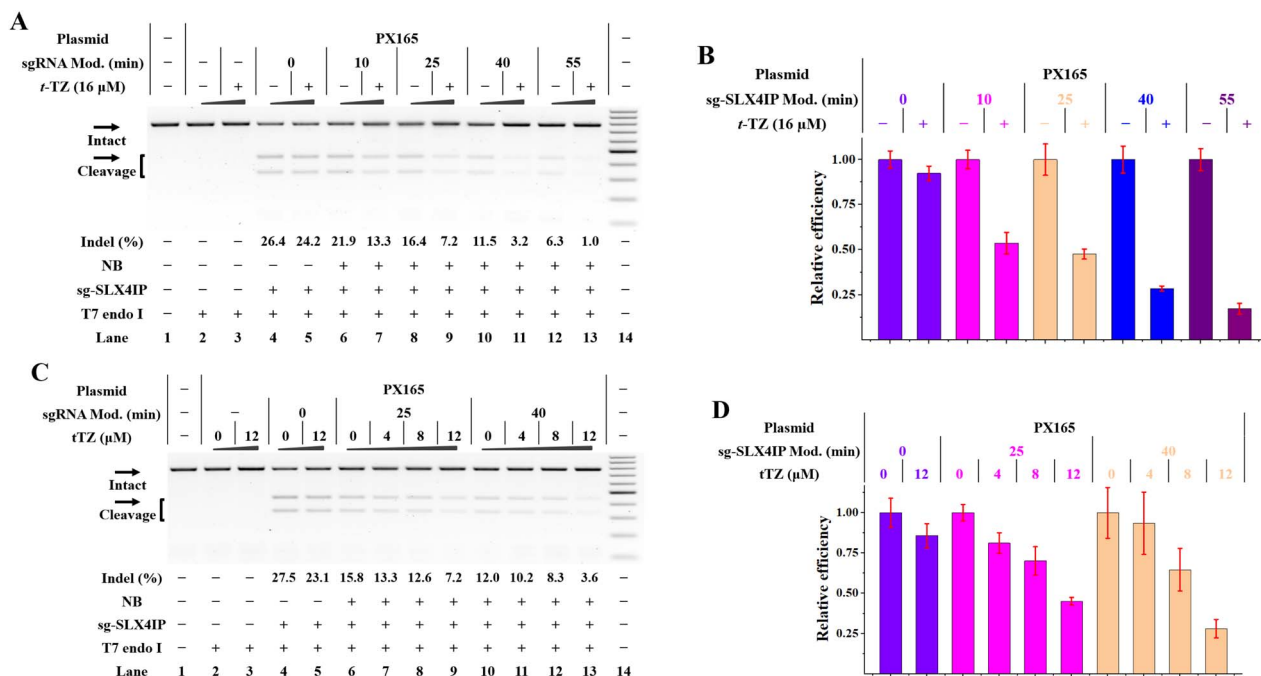 A
Plasmid – – PX165 –
sgRNA Mod. (min) – – 0 10 25 40 55 –
t-TZ (16 μM) – – + – + – + – + – + – + –
Intact
Cleavage
Indel (%) – – – 26.4 24.2 21.9 13.3 16.4 7.2 11.5 3.2 6.3 1.0 –
NB – – – – – + + + + + + + + –
sg-SLX4IP – – – + + + + + + + + + + –
T7 endo I – + + + + + + + + + + + + –
Lane 1 2 3 4 5 6 7 8 9 10 11 12 13 14
B
Plasmid PX165
sg-SLX4IP Mod. (min) 0 10 25 40 55
t-TZ (16 μM) – + – + – + – + – +
Relative efficiency
1.00
0.75
0.50
0.25
C
Plasmid – PX165 –
sgRNA Mod. (min) – – 0 25 40 –
tTZ (μM) – 0 12 0 12 0 4 8 12 0 4 8 12 –
Intact
Cleavage
Indel (%) – – – 27.5 23.1 15.8 13.3 12.6 7.2 12.0 10.2 8.3 3.6 –
NB – – – – – + + + + + + + + –
sg-SLX4IP – – – + + + + + + + + + + –
T7 endo I – + + + + + + + + + + + + –
Lane 1 2 3 4 5 6 7 8 9 10 11 12 13 14
D
Plasmid PX165
sg-SLX4IP Mod. (min) 0 25 40
tTZ (μM) 0 12 0 4 8 12 0 4 8 12
Relative efficiency
1.00
0.75
0.50
0.25